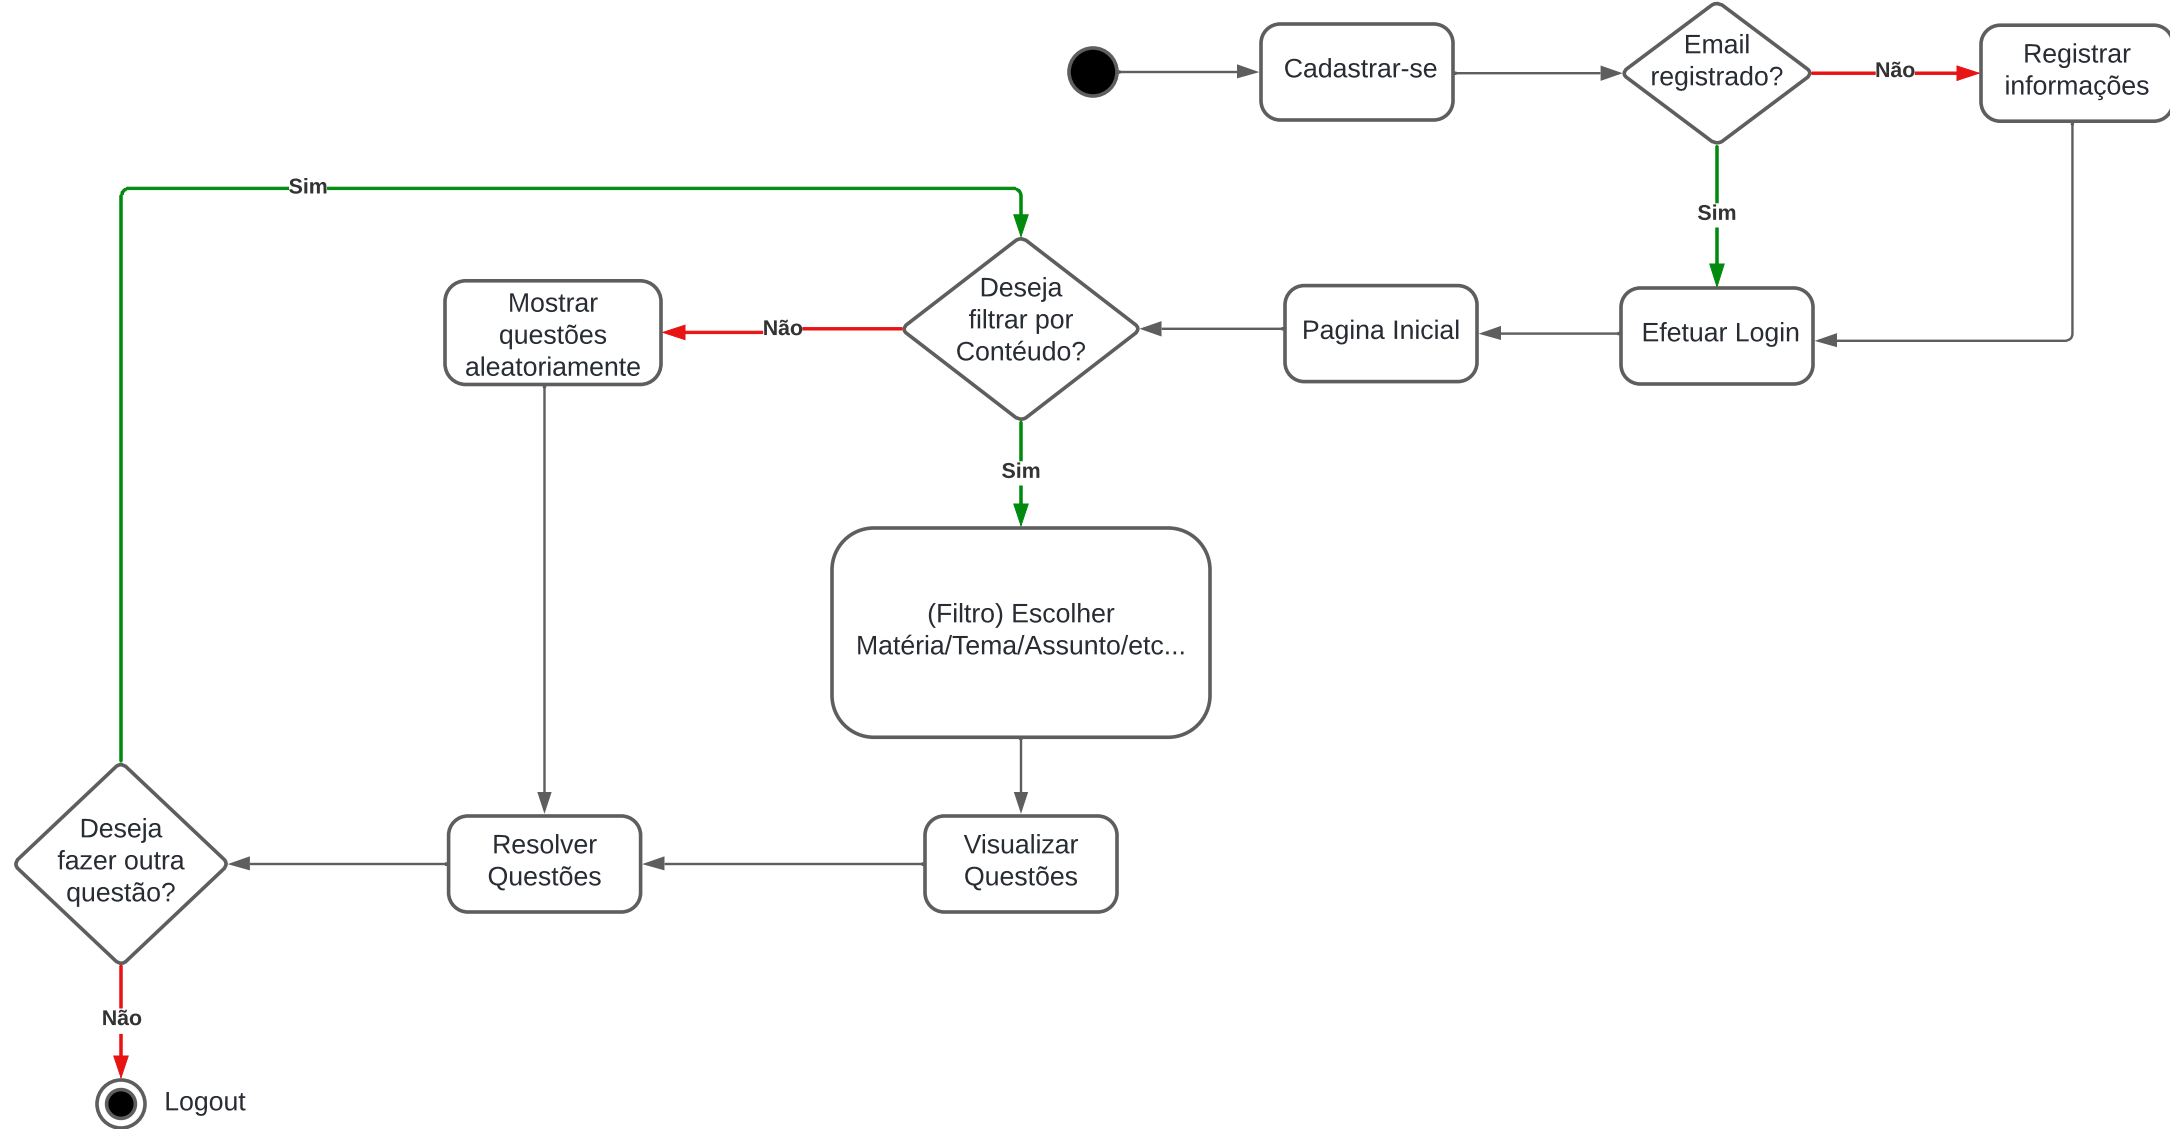 Cadastrar-se
Email
registrado?
Não
Registrar
informações
Sim
Sim
Efetuar Login
Pagina Inicial
Deseja
filtrar por
Contéudo?
Não
Mostrar
questões
aleatoriamente
Sim
(Filtro) Escolher
Matéria/Tema/Assunto/etc...
Visualizar
Questões
Resolver
Questões
Deseja
fazer outra
questão?
Não
Logout